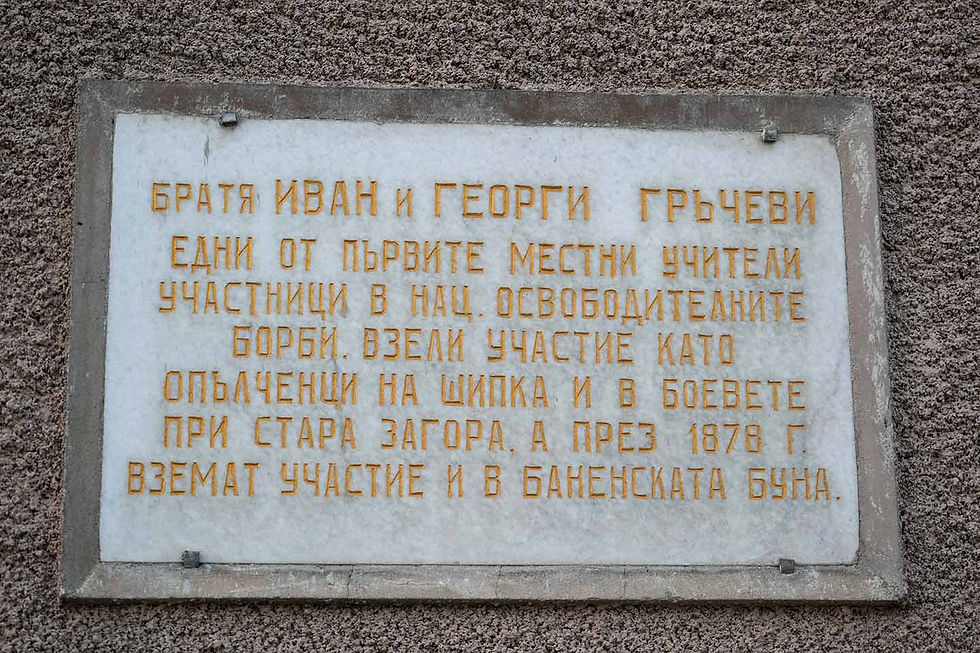 БРАТЯ ИВАН И ГЕОРГИ ГРЪЧЕВИ
ЕДНИ ОТ ПЪРВИТЕ МЕСТНИ УЧИТЕЛИ
УЧАСТНИЦИ В НАЦ. ОСВОБОДИТЕЛНИТЕ
БОРБИ. ВЗЕЛИ УЧАСТИЕ КАТО
ОПЪЛЧЕНЦИ НА ШИПКА И В БОЕВЕТЕ
ПРИ СТАРА ЗАГОРА, А ПРЕЗ 1878 Г.
ВЗЕМАТ УЧАСТИЕ И В БАНЕНСКАТА БУНА.